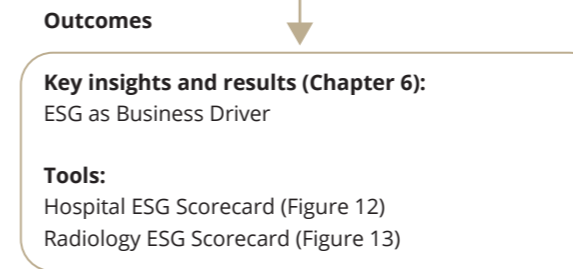 Outcomes
Key insights and results (Chapter 6):
ESG as Business Driver
Tools:
Hospital ESG Scorecard (Figure 12)
Radiology ESG Scorecard (Figure 13)